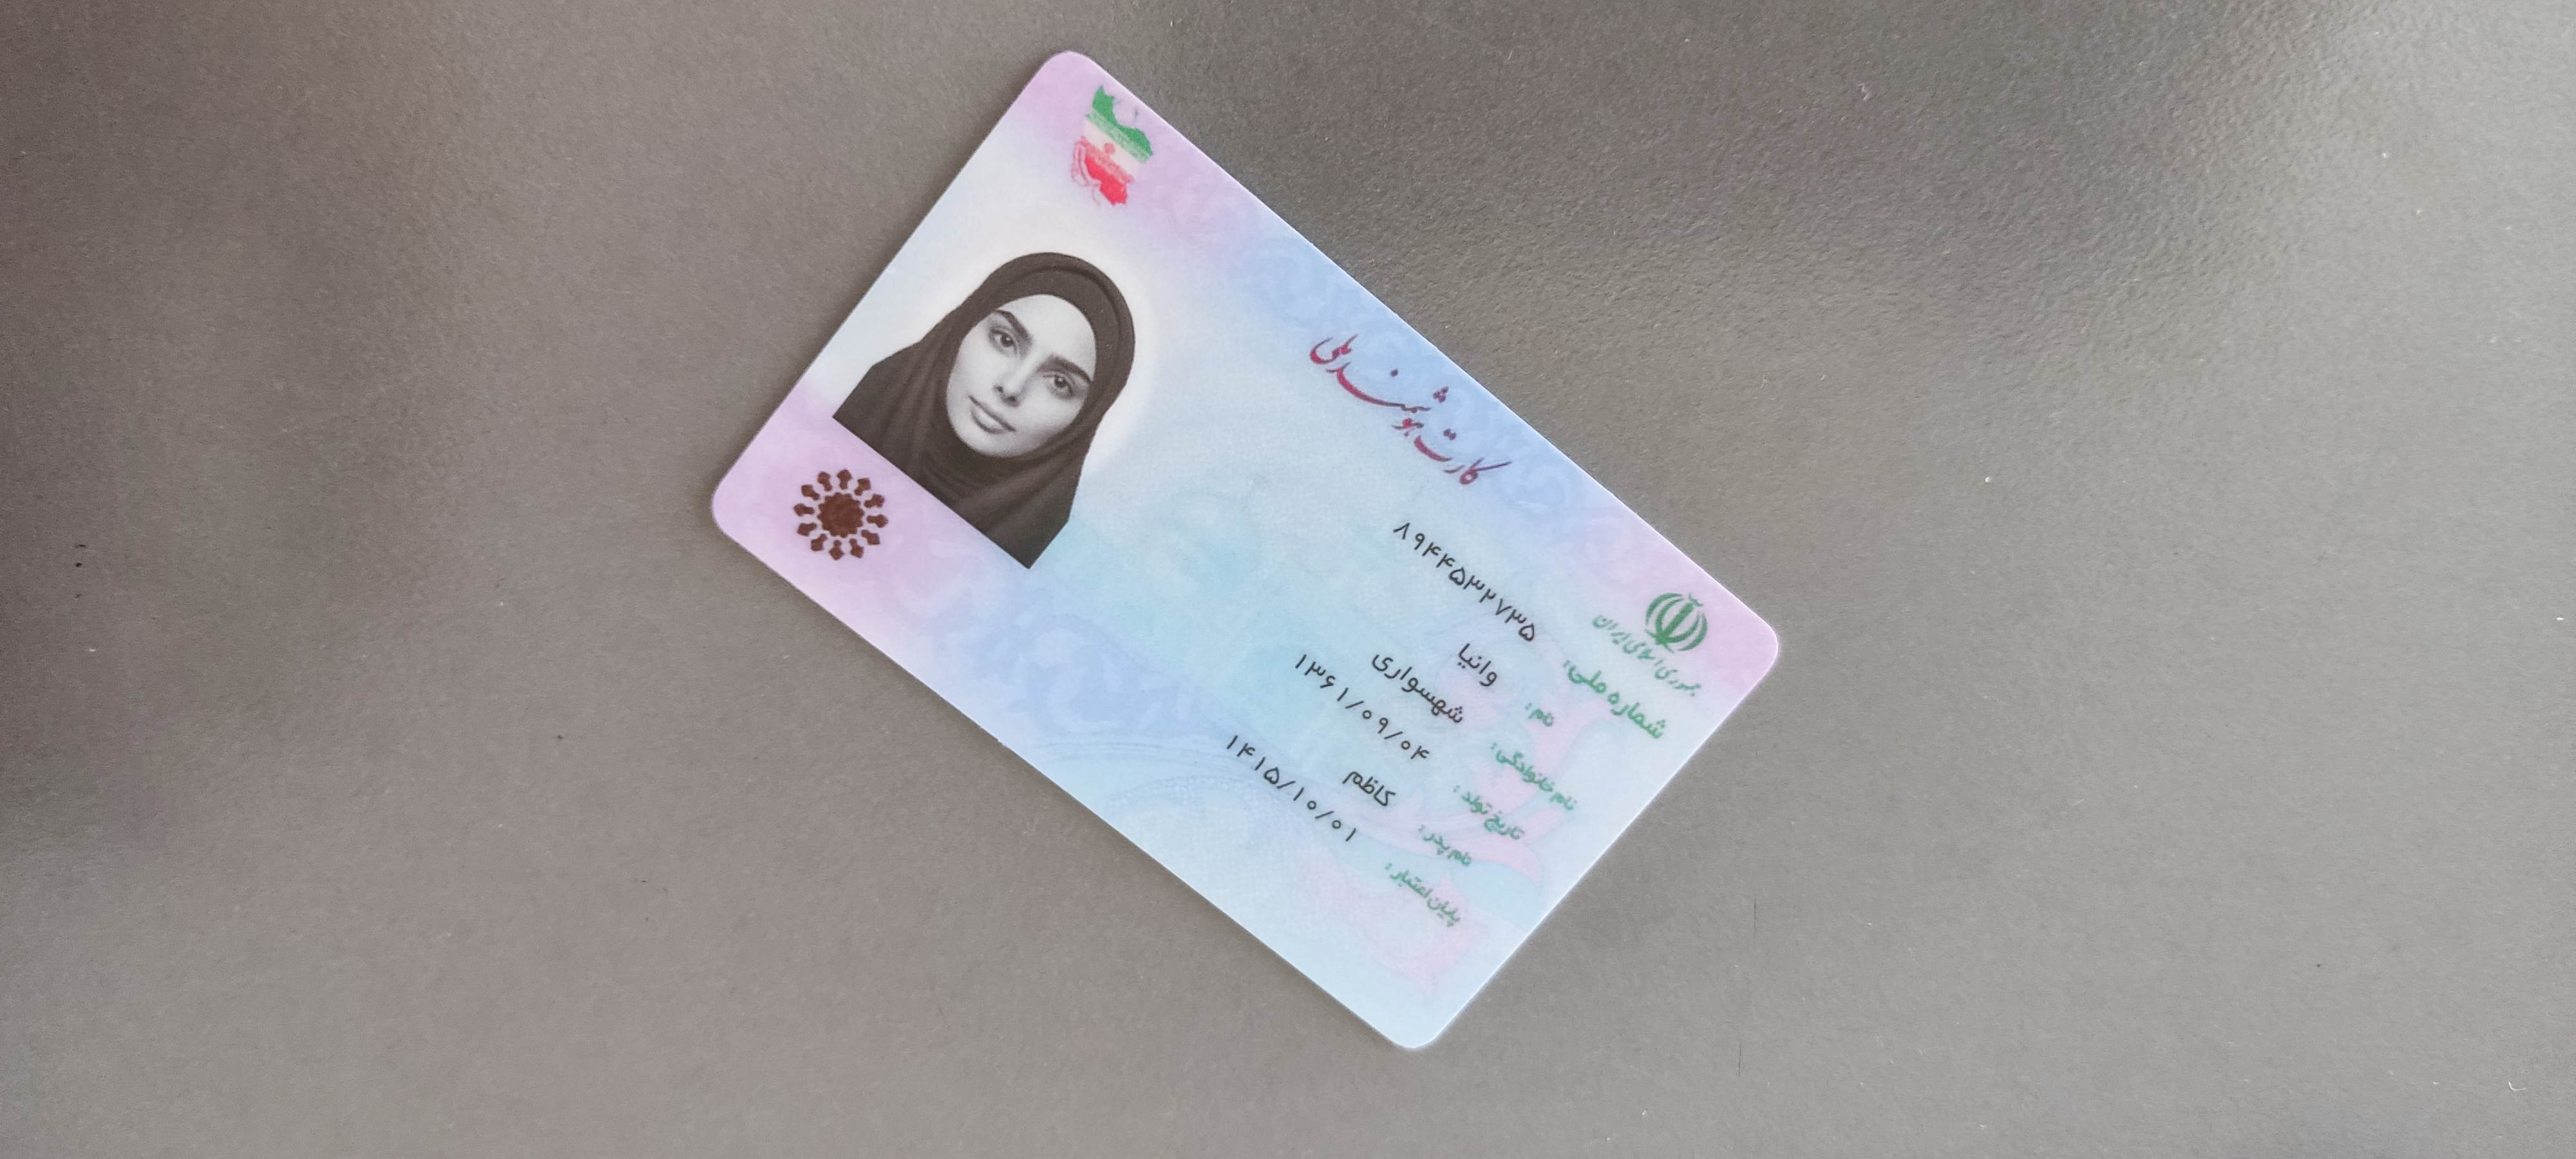 جمهوری اسلامی ایران
کارت هوشمند ملی
شماره ملی: ۸۹۴۴۵۳۲۷۳۵
نام: وانیا
نام خانوادگی: شهسواری
تاریخ تولد: ۱۳۶۱/۰۹/۰۴
نام پدر: کاظم
پایان اعتبار: ۱۴۱۵/۱۰/۰۱